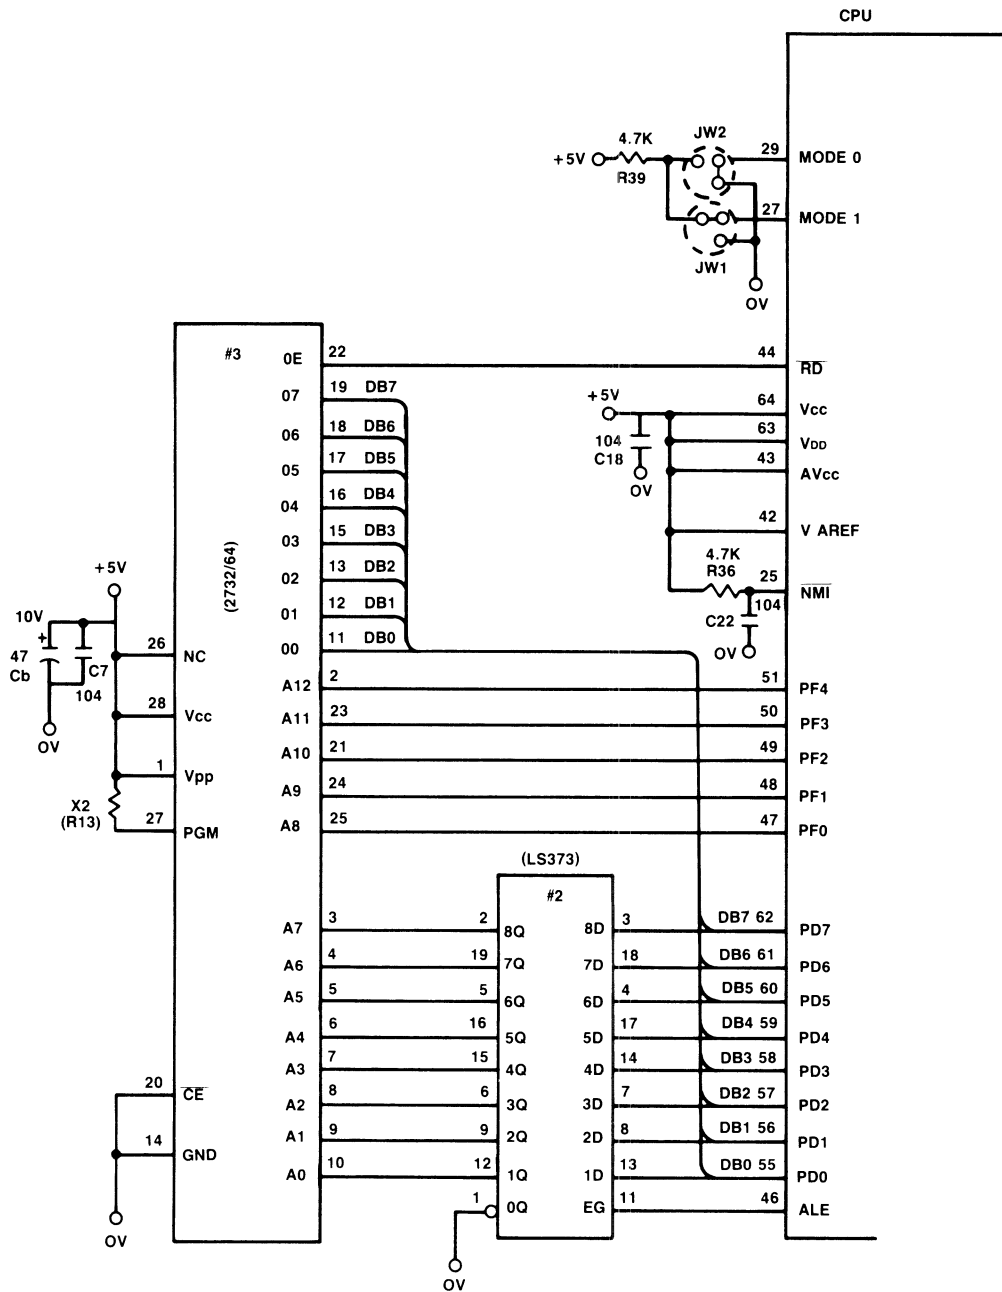 CPU
4.7K
JW2
29
MODE 0
+5V
R39
27
MODE 1
JW1
0V
#3
0E
22
44
RD
07
19 DB7
+5V
64
Vcc
06
18 DB6
104
C18
63
VDD
05
17 DB5
43
AVcc
0V
04
16 DB4
42
V AREF
03
15 DB3
(2732/64)
4.7K
R36
02
13 DB2
25
NMI
+5V
01
12 DB1
104
C22
10V
+
00
11 DB0
0V
26
NC
47
Cb
C7
104
A12
2
51
PF4
28
Vcc
A11
23
50
PF3
0V
A10
21
49
PF2
1
Vpp
A9
24
48
PF1
X2
(R13)
27
PGM
A8
25
47
PF0
(LS373)
#2
A7
3
2
8Q
8D
3
DB7 62
PD7
A6
4
19
7Q
7D
18
DB6 61
PD6
A5
5
5
6Q
6D
4
DB5 60
PD5
A4
6
16
5Q
5D
17
DB4 59
PD4
A3
7
15
4Q
4D
14
DB3 58
PD3
20
CE
A2
8
6
3Q
3D
7
DB2 57
PD2
14
GND
A1
9
9
2Q
2D
8
DB1 56
PD1
A0
10
12
1Q
1D
13
DB0 55
PD0
1
0Q
EG
11
46
ALE
0V
0V